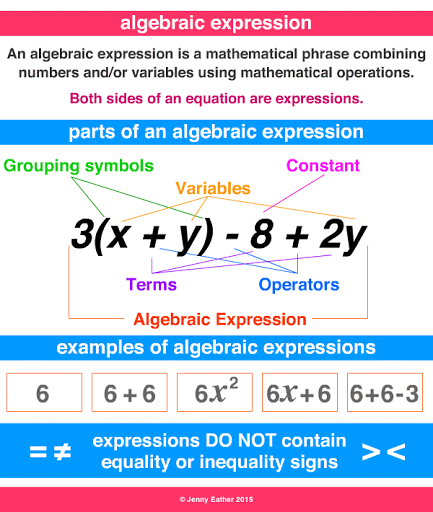 algebraic expression
An algebraic expression is a mathematical phrase combining
numbers and/or variables using mathematical operations.
Both sides of an equation are expressions.
parts of an algebraic expression
Grouping symbols
Constant
Variables
3(x + y) - 8 + 2y
Terms
Operators
Algebraic Expression
examples of algebraic expressions
6
6 + 6
6x²
6x+6
6+6-3
= ≠
expressions DO NOT contain
equality or inequality signs
> <
© Jenny Eather 2015